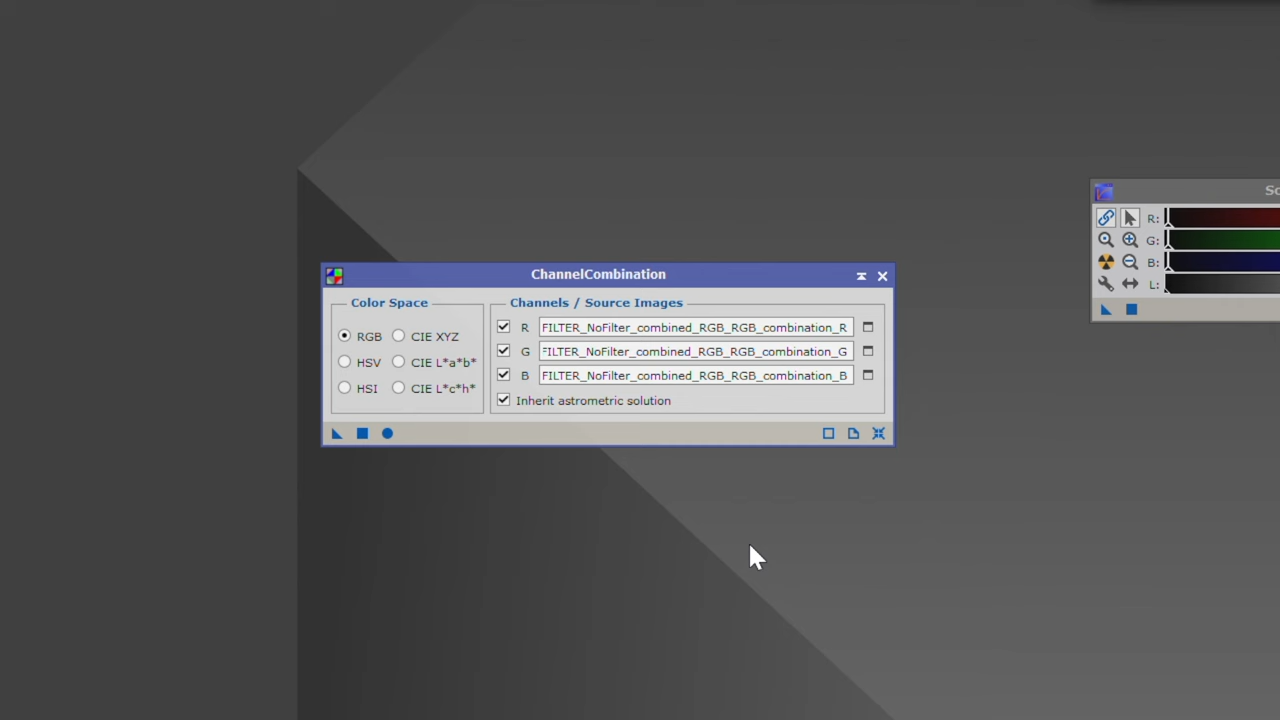 ChannelCombination
Color Space
RGB
CIE XYZ
HSV
CIE L*a*b*
HSI
CIE L*c*h*
Channels / Source Images
R FILTER_NoFilter_combined_RGB_RGB_combination_R
G FILTER_NoFilter_combined_RGB_RGB_combination_G
B FILTER_NoFilter_combined_RGB_RGB_combination_B
Inherit astrometric solution
R:
G:
B:
L: